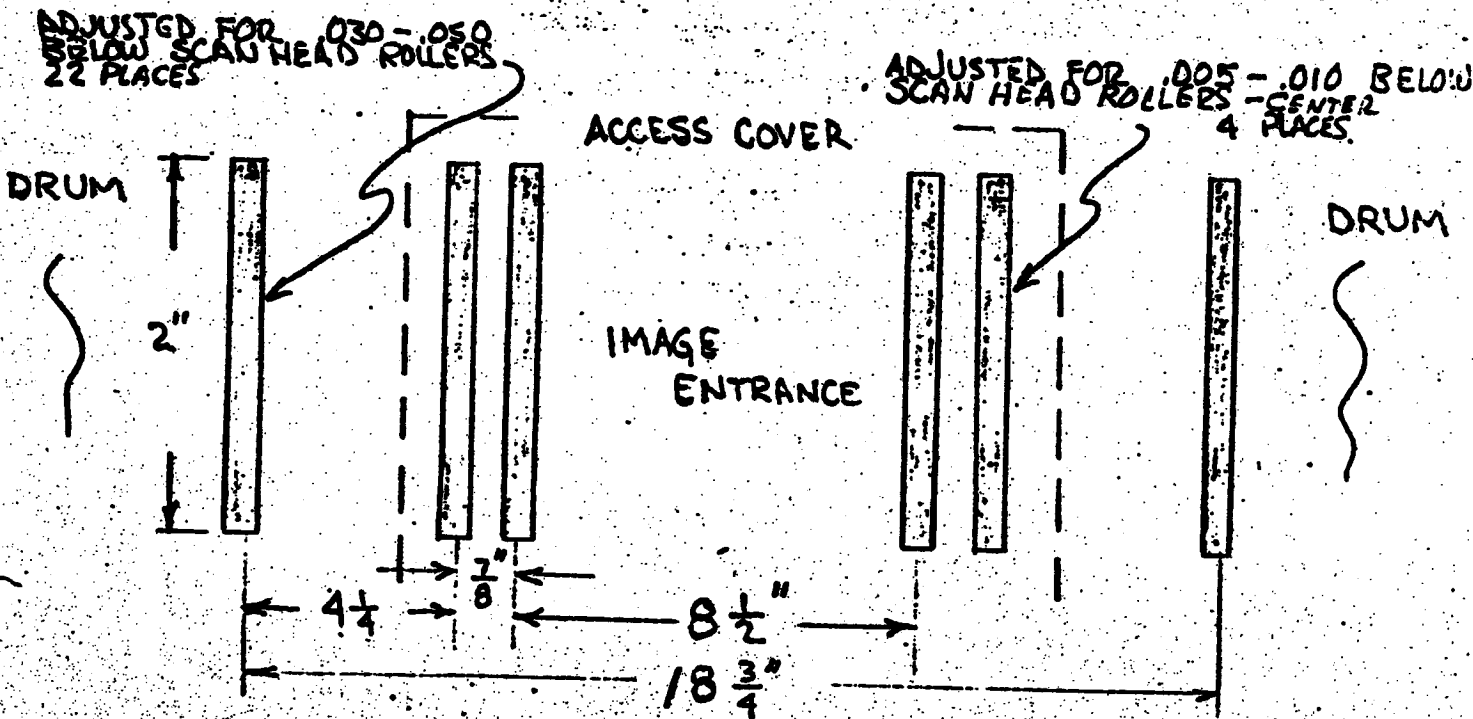 ADJUSTED FOR .030 - .050
BELOW SCAN HEAD ROLLERS
22 PLACES
ADJUSTED FOR .005 - .010 BELOW
SCAN HEAD ROLLERS - CENTER
4 PLACES.
ACCESS COVER
DRUM
DRUM
2"
IMAGE
ENTRANCE
7/8"
4 1/4
8 1/2"
18 3/4"